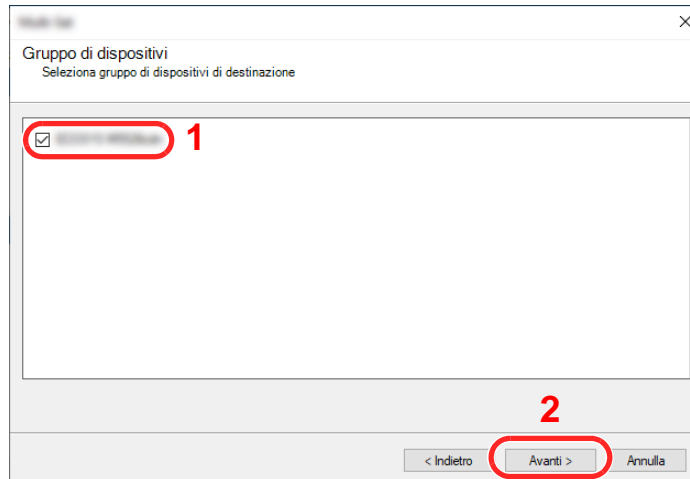 Gruppo di dispositivi
Seleziona gruppo di dispositivi di destinazione
1
2
< Indietro
Avanti >
Annulla